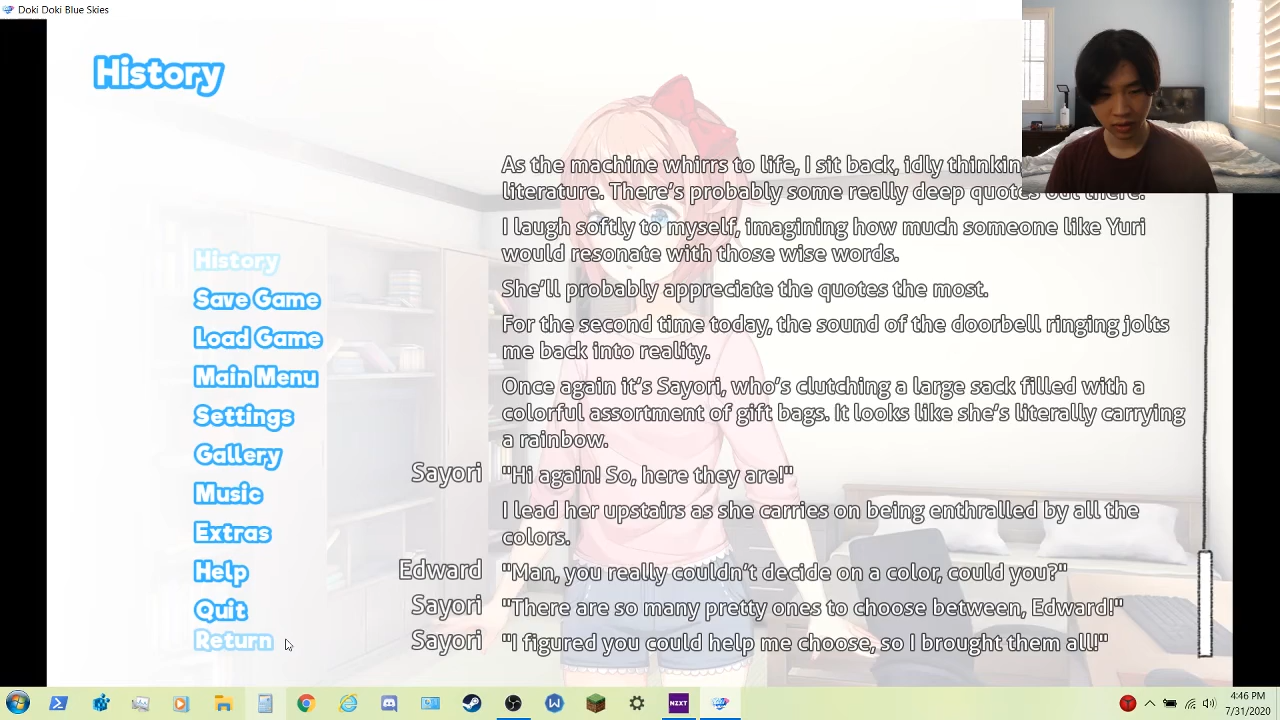 Doki Doki Blue Skies
History
As the machine whirrs to life, I sit back, idly
literature. There's probably some really deep quotes out there.
I laugh softly to myself, imagining how much someone like Yuri
would resonate with those wise words.
She'll probably appreciate the quotes the most.
For the second time today, the sound of the doorbell ringing jolts
me back into reality.
Once again it's Sayori, who's clutching a large sack filled with a
colorful assortment of gift bags. It looks like she's literally carrying
a rainbow.
Sayori "Hi again! So, here they are!"
I lead her upstairs as she carries on being enthralled by all the
colors.
Edward "Man, you really couldn't decide on a color, could you?"
Sayori "There are so many pretty ones to choose between, Edward!"
Sayori "I figured you could help me choose, so I brought them all!"
History
Save Game
Load Game
Main Menu
Settings
Gallery
Music
Extras
Help
Quit
Return
NZXT
4:46 PM
7/31/2020